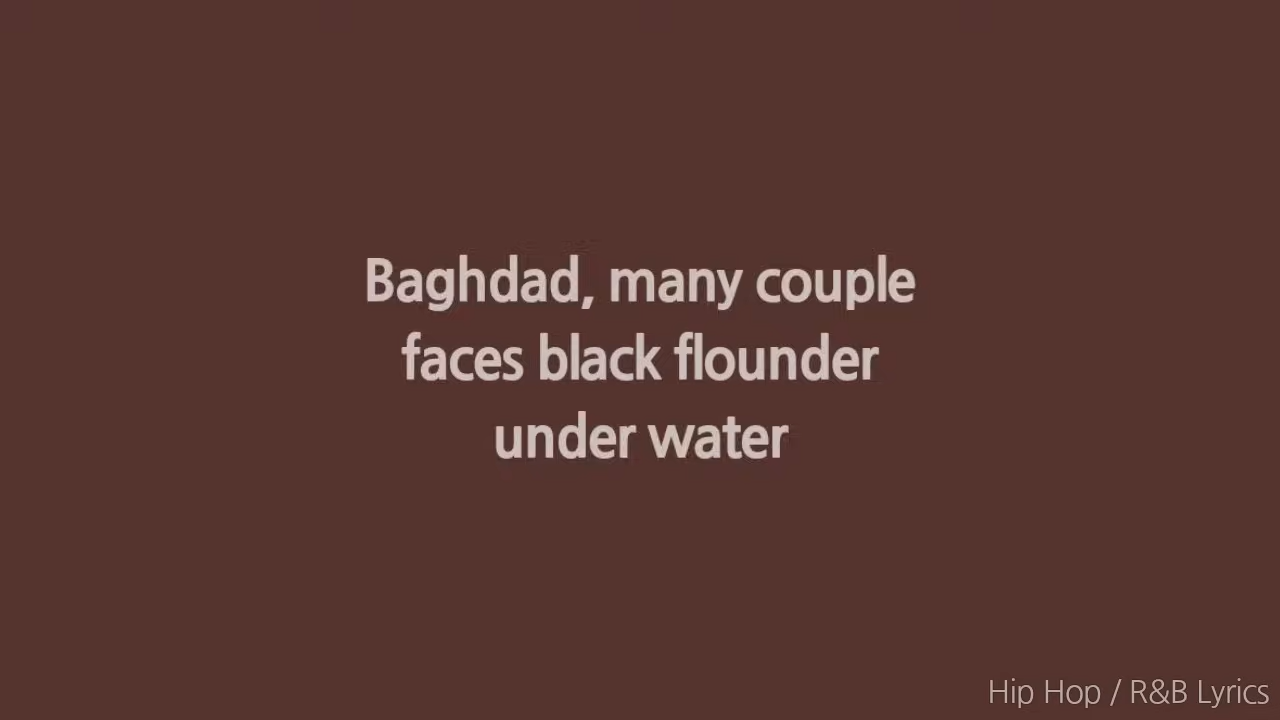 Baghdad, many couple
faces black flounder
under water
Hip Hop / R&B Lyrics